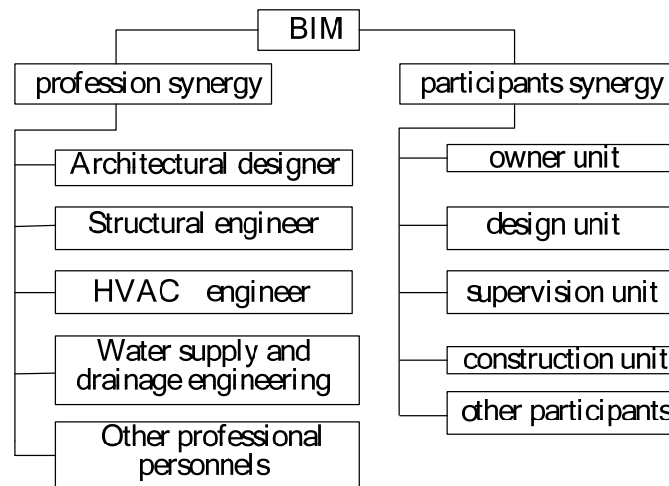 BIM
profession synergy
Architectural designer
Structural engineer
HVAC engineer
Water supply and
drainage engineering
Other professional
personnels
participants synergy
owner unit
design unit
supervision unit
construction unit
other participants